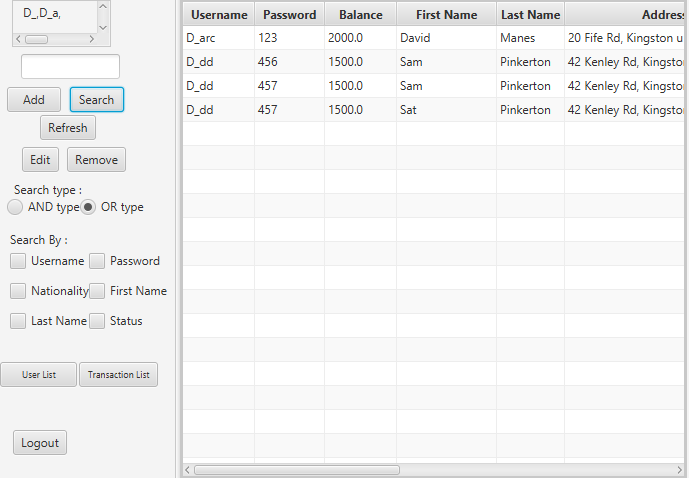 D_,D_a,
Add Search
Refresh
Edit Remove
Search type :
AND type OR type
Search By :
Username Password
Nationality First Name
Last Name Status
User List Transaction List
Logout
Username Password Balance First Name Last Name Address
D_arc 123 2000.0 David Manes 20 Fife Rd, Kingston u
D_dd 456 1500.0 Sam Pinkerton 42 Kenley Rd, Kingston
D_dd 457 1500.0 Sam Pinkerton 42 Kenley Rd, Kingston
D_dd 457 1500.0 Sat Pinkerton 42 Kenley Rd, Kingston